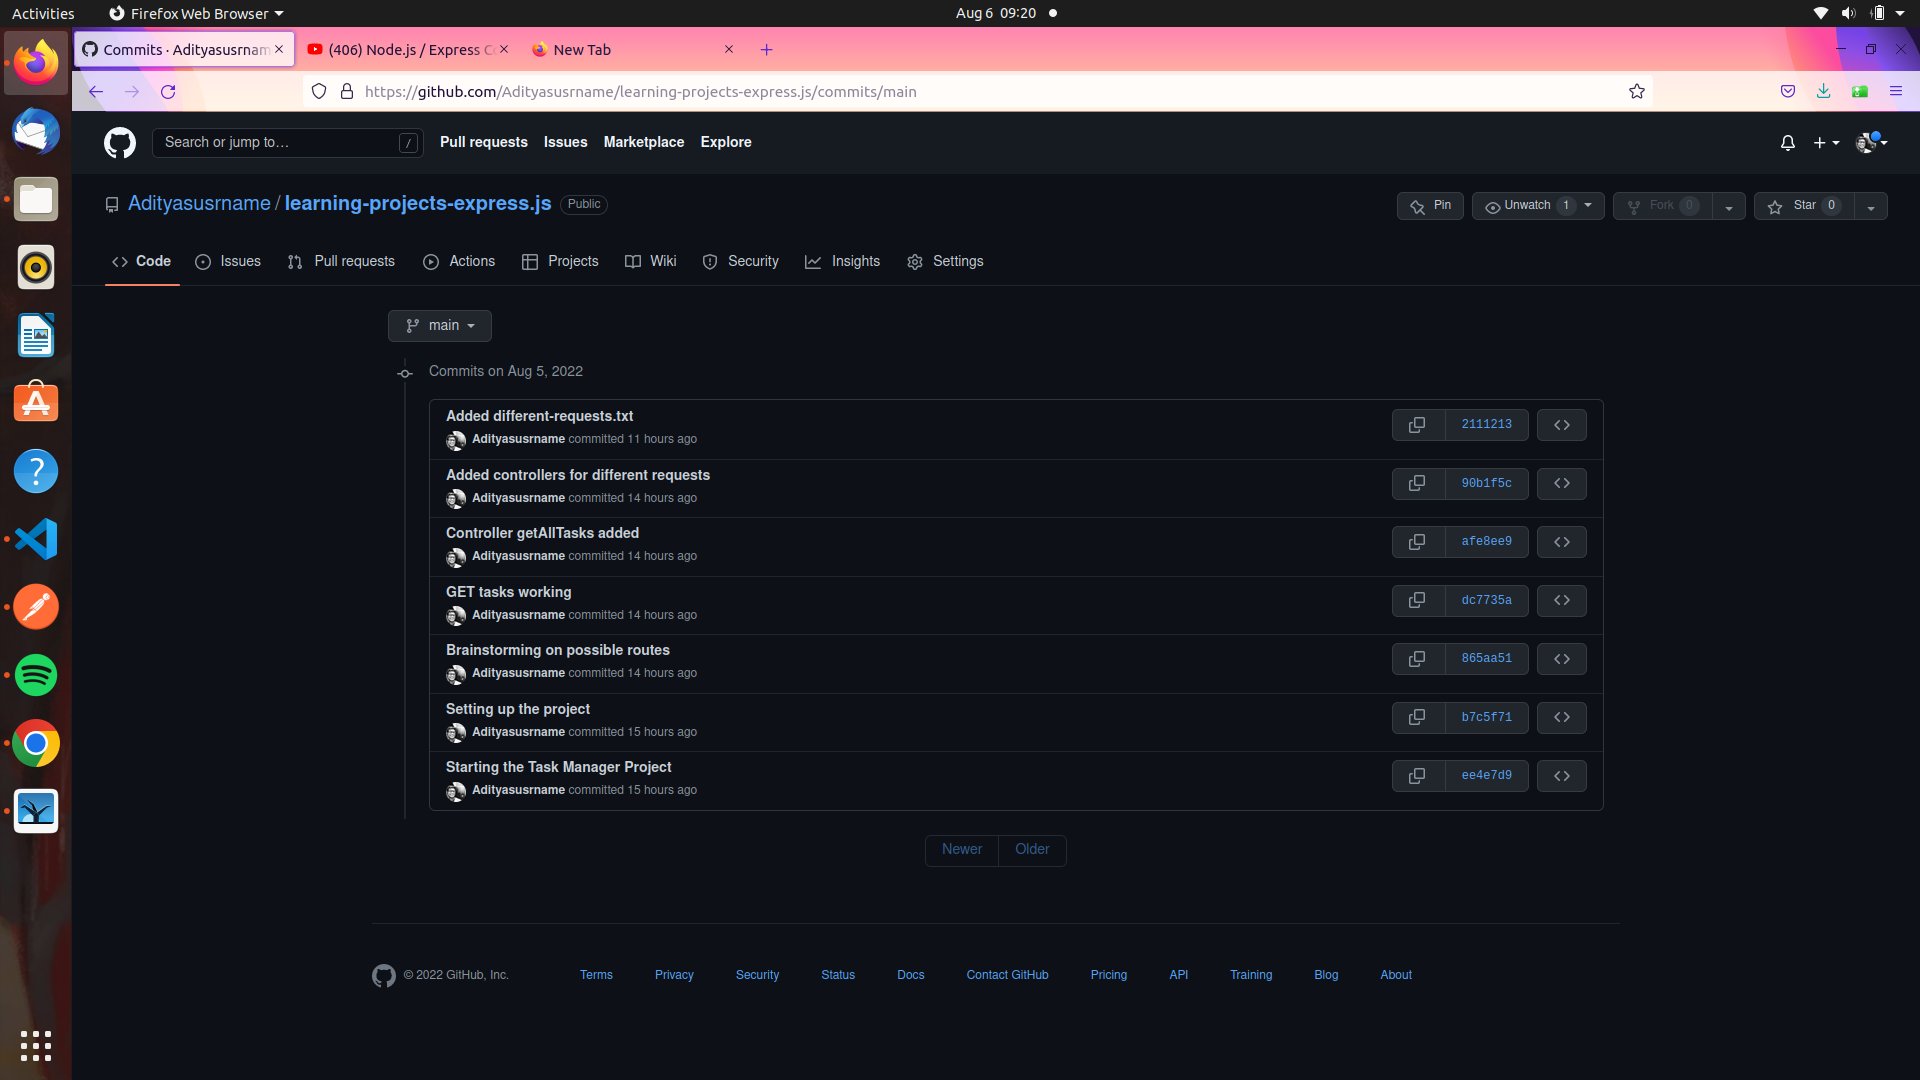 Activities Firefox Web Browser Aug 6 09:20
Commits · Adityasusrnam (406) Node.js / Express C New Tab
https://github.com/Adityasusrname/learning-projects-express.js/commits/main
Search or jump to… / Pull requests Issues Marketplace Explore
Adityasusrname / learning-projects-express.js Public Pin Unwatch 1 Fork 0 Star 0
Code Issues Pull requests Actions Projects Wiki Security Insights Settings
main
Commits on Aug 5, 2022
Added different-requests.txt
Adityasusrname committed 11 hours ago 2111213
Added controllers for different requests
Adityasusrname committed 14 hours ago 90b1f5c
Controller getAllTasks added
Adityasusrname committed 14 hours ago afe8ee9
GET tasks working
Adityasusrname committed 14 hours ago dc7735a
Brainstorming on possible routes
Adityasusrname committed 14 hours ago 865aa51
Setting up the project
Adityasusrname committed 15 hours ago b7c5f71
Starting the Task Manager Project
Adityasusrname committed 15 hours ago ee4e7d9
Newer Older
© 2022 GitHub, Inc. Terms Privacy Security Status Docs Contact GitHub Pricing API Training Blog About